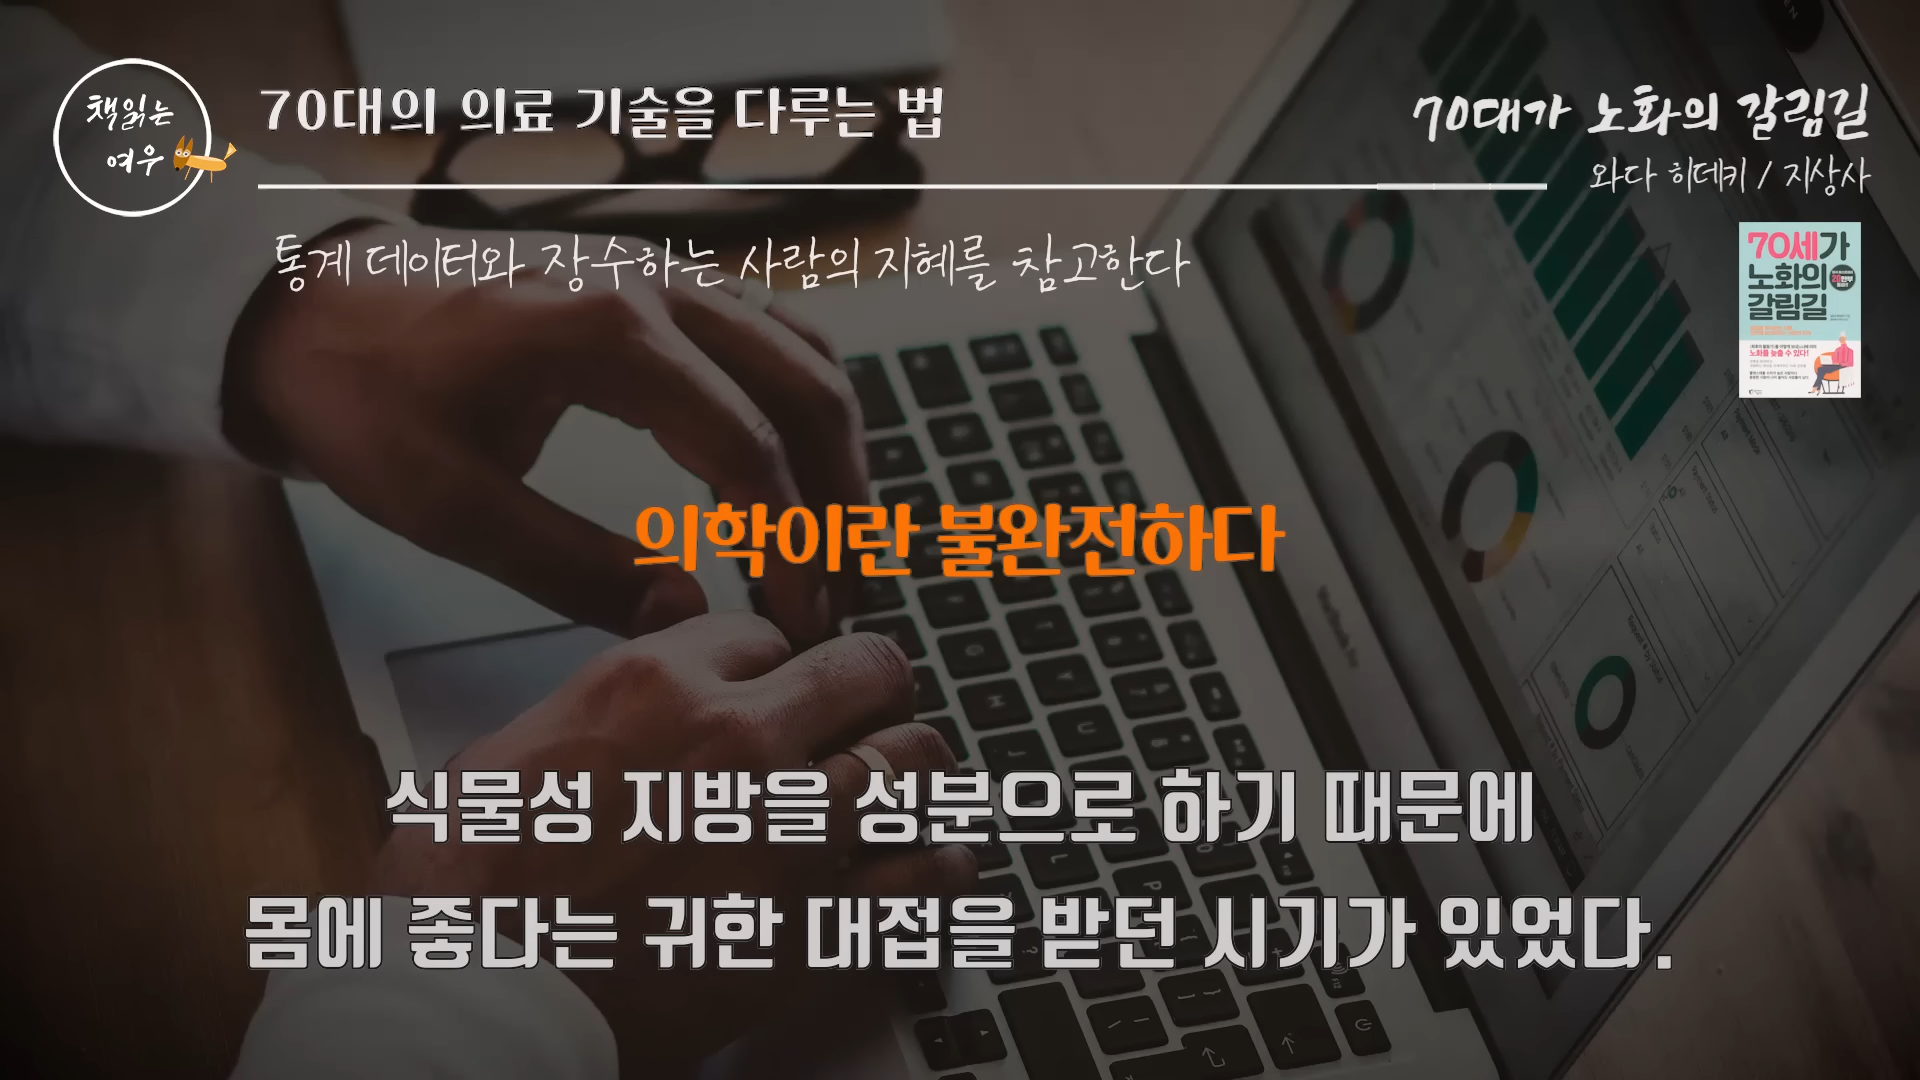 책읽는
여우
70대의 의료 기술을 다루는 법
70대가 노화의 갈림길
와다 히데키 / 지상사
통계 데이터와 장수하는 사람의 지혜를 참고한다
70세가
노화의
갈림길
노화를 늦출 수 있다!
의학이란 불완전하다
식물성 지방을 성분으로 하기 때문에
몸에 좋다는 귀한 대접을 받던 시기가 있었다.